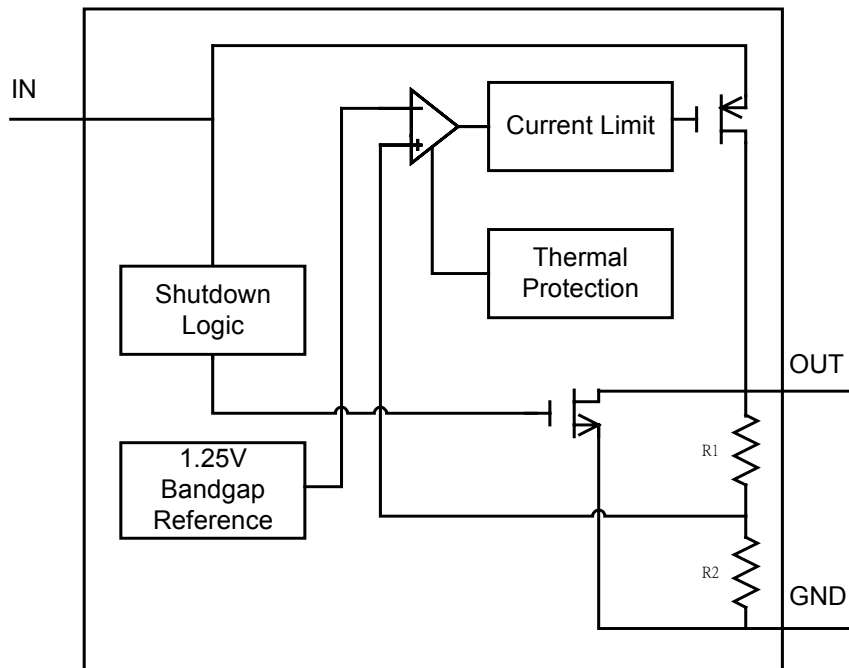 IN
Current Limit
Thermal
Protection
Shutdown
Logic
OUT
1.25V
Bandgap
Reference
R1
R2
GND